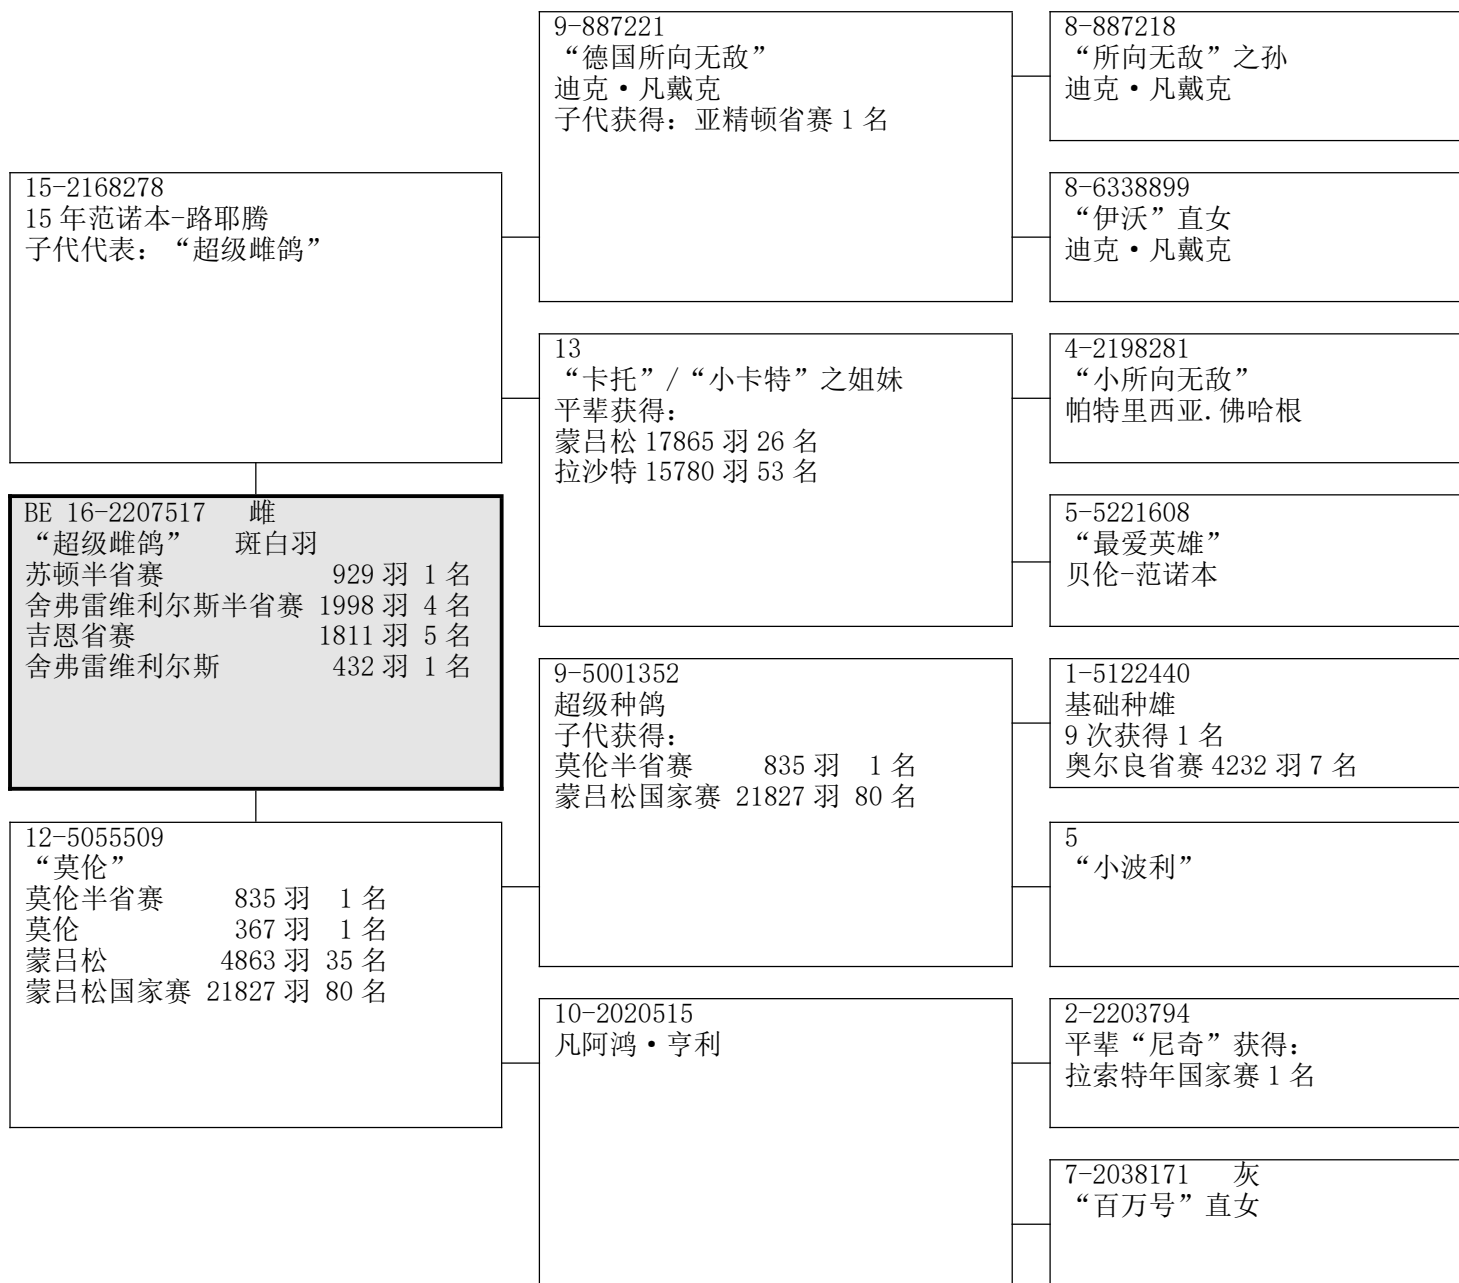 15-2168278
15 年范诺本-路耶腾
子代代表：“超级雌鸽”
BE 16-2207517 雌
“超级雌鸽” 斑白羽
苏顿半省赛 929 羽 1 名
舍弗雷维利尔斯半省赛 1998 羽 4 名
吉恩省赛 1811 羽 5 名
舍弗雷维利尔斯 432 羽 1 名
12-5055509
“莫伦”
莫伦半省赛 835 羽 1 名
莫伦 367 羽 1 名
蒙吕松 4863 羽 35 名
蒙吕松国家赛 21827 羽 80 名
9-887221
“德国所向无敌”
迪克·凡戴克
子代获得：亚精顿省赛 1 名
13
“卡托”/“小卡特”之姐妹
平辈获得：
蒙吕松 17865 羽 26 名
拉沙特 15780 羽 53 名
9-5001352
超级种鸽
子代获得：
莫伦半省赛 835 羽 1 名
蒙吕松国家赛 21827 羽 80 名
10-2020515
凡阿鸿·亨利
8-887218
“所向无敌”之孙
迪克·凡戴克
8-6338899
“伊沃”直女
迪克·凡戴克
4-2198281
“小所向无敌”
帕特里西亚.佛哈根
5-5221608
“最爱英雄”
贝伦-范诺本
1-5122440
基础种雄
9 次获得 1 名
奥尔良省赛 4232 羽 7 名
5
“小波利”
2-2203794
平辈“尼奇”获得：
拉索特年国家赛 1 名
7-2038171 灰
“百万号”直女